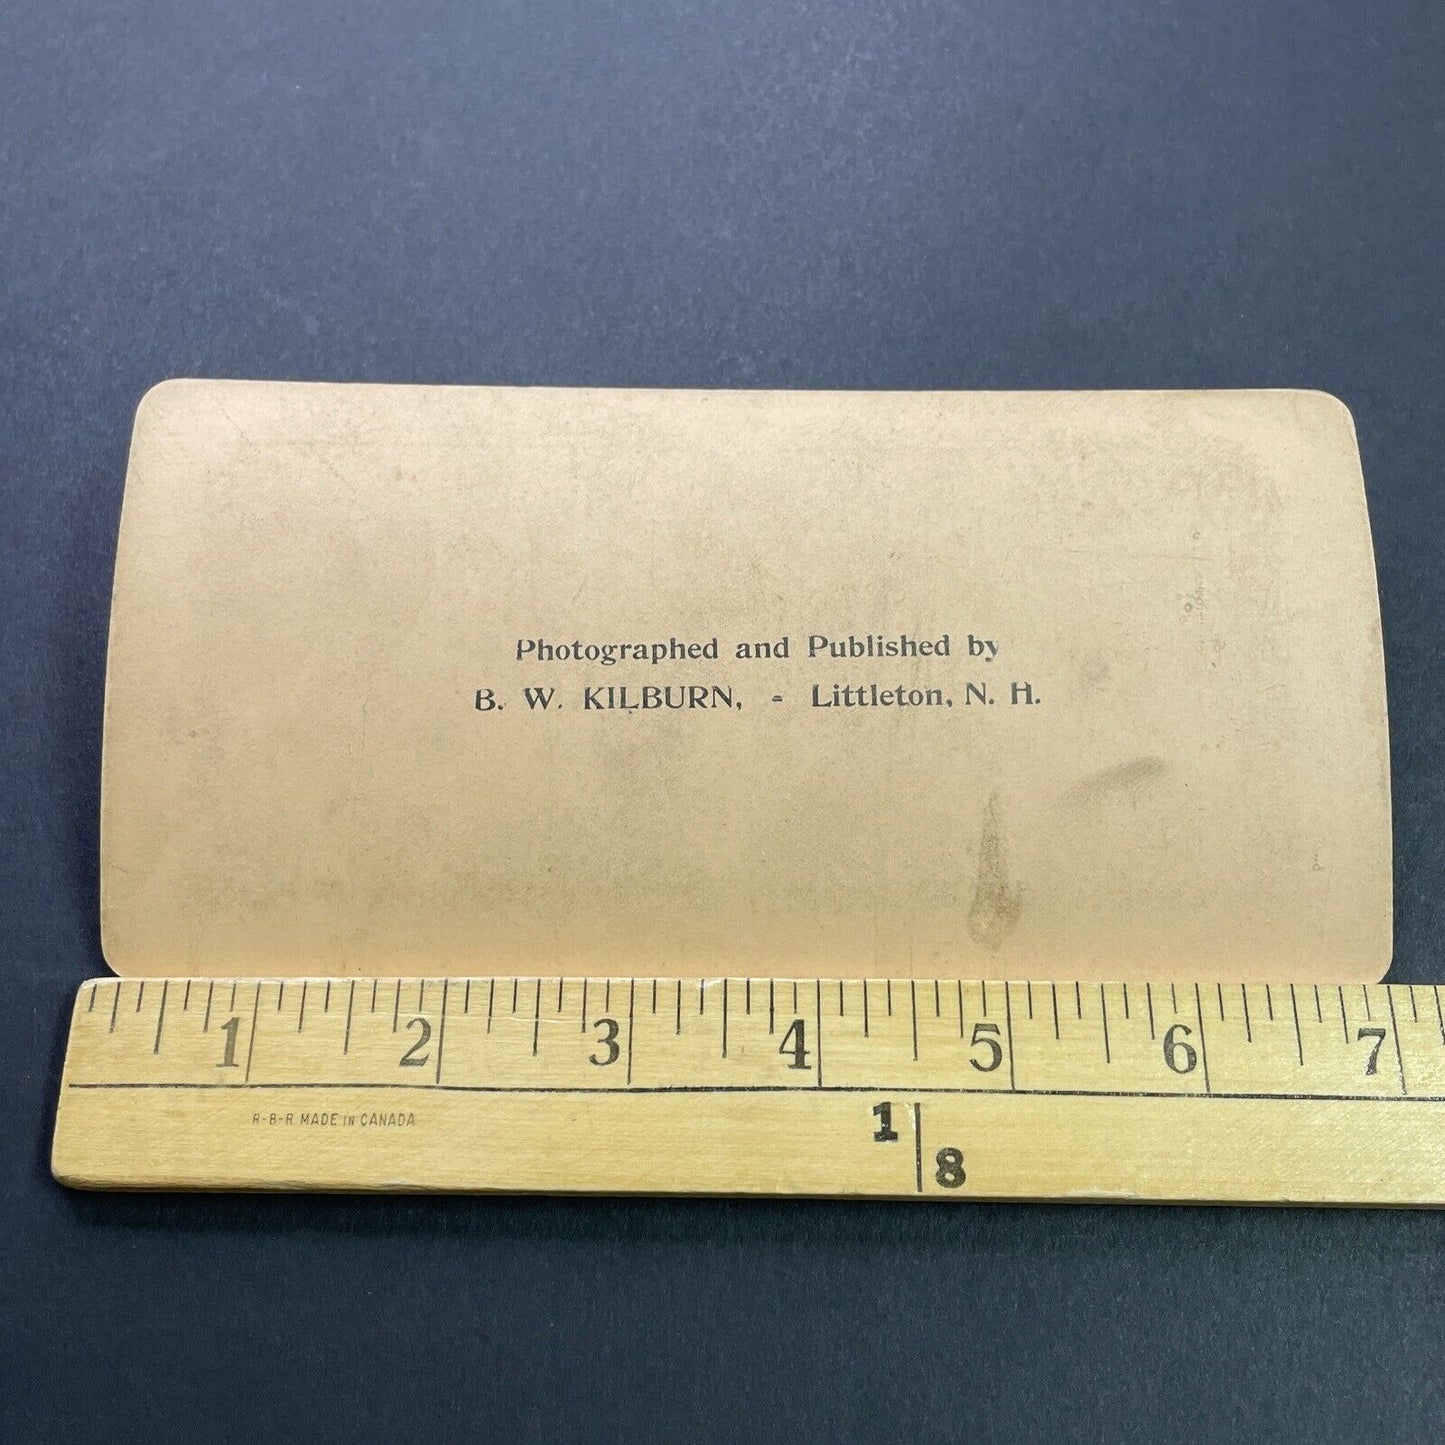 Photographed and Published by
B. W. KILBURN, - Littleton, N. H.
1 2 3 4 5 6 7
R-B-R MADE IN CANADA
1
8